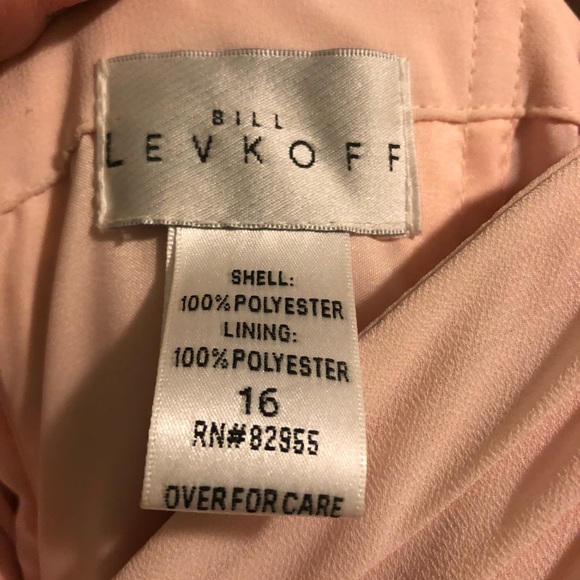 BILL
LEVKOFF
SHELL:
100% POLYESTER
LINING:
100% POLYESTER
16
RN#82955
OVER FOR CARE